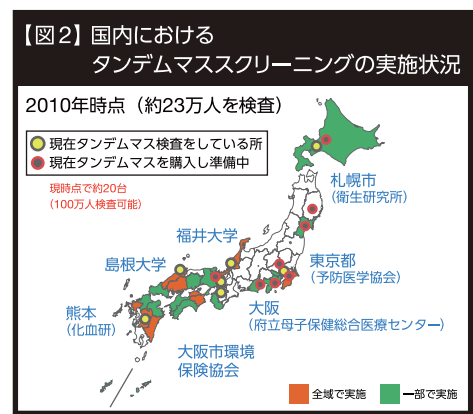 【図2】国内における
タンデムマススクリーニングの実施状況
2010年時点（約23万人を検査）
現在タンデムマス検査をしている所
現在タンデムマスを購入し準備中
現時点で約20台
（100万人検査可能）
札幌市
（衛生研究所）
福井大学
島根大学
東京都
（予防医学協会）
熊本
（化血研）
大阪
（府立母子保健総合医療センター）
大阪市環境
保険協会
全域で実施
一部で実施